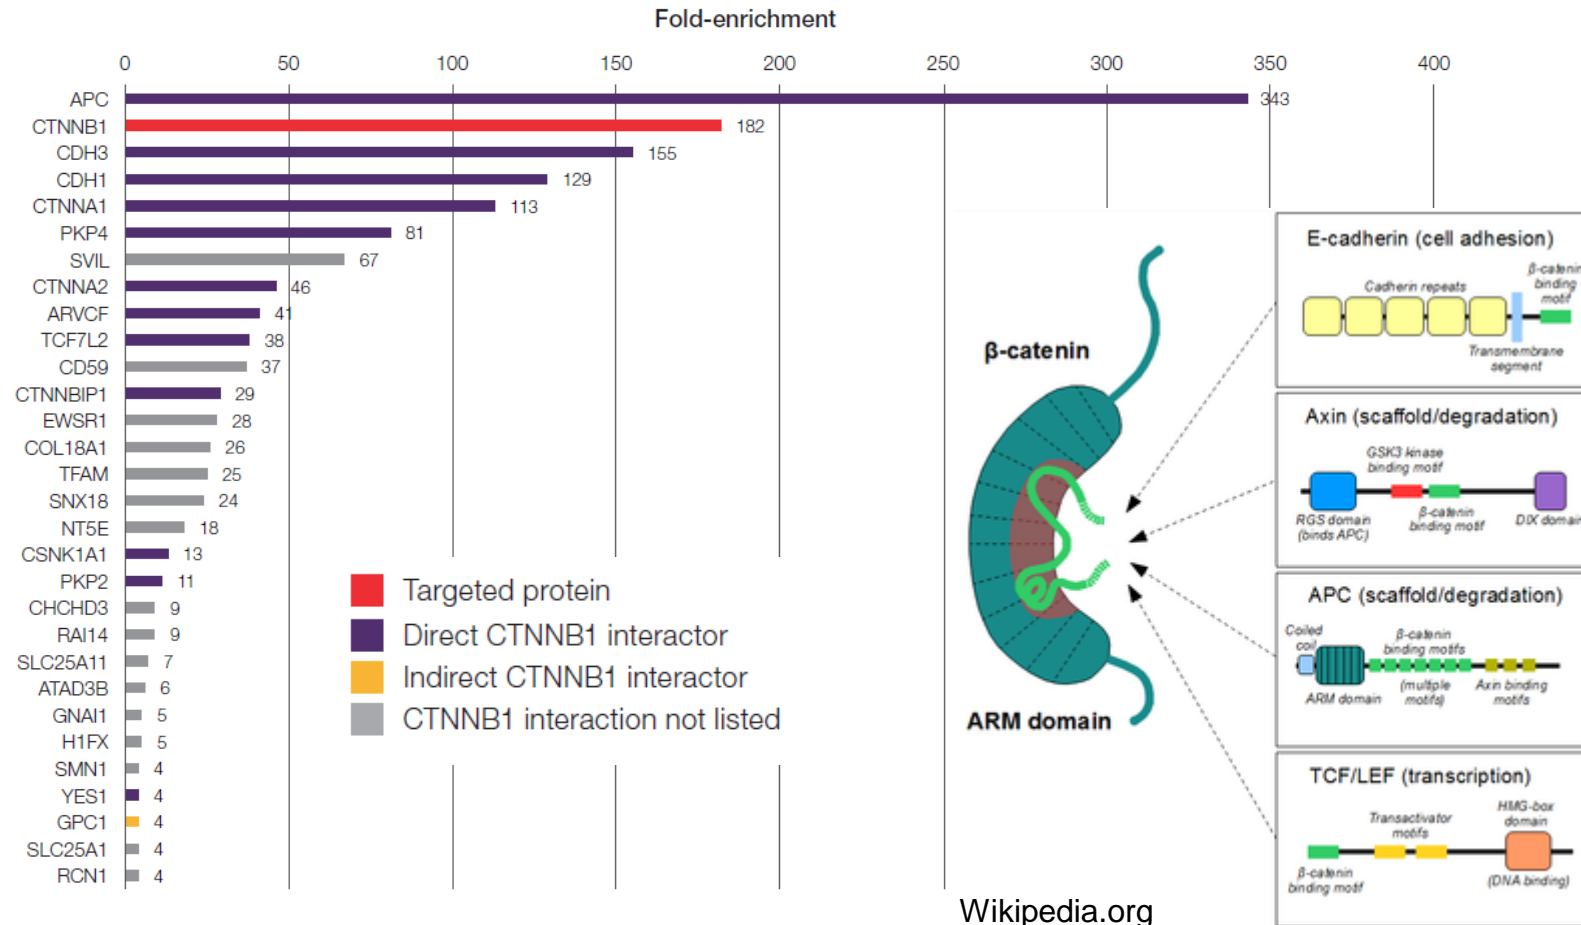 Fold-enrichment
0 50 100 150 200 250 300 350 400
APC 343
CTNNB1 182
CDH3 155
CDH1 129
CTNNA1 113
PKP4 81
SVIL 67
CTNNA2 46
ARVCF 41
TCF7L2 38
CD59 37
CTNNBIP1 29
EWSR1 28
COL18A1 26
TFAM 25
SNX18 24
NT5E 18
CSNK1A1 13
PKP2 11
CHCHD3 9
RAI14 9
SLC25A11 7
ATAD3B 6
GNAI1 5
H1FX 5
SMN1 4
YES1 4
GPC1 4
SLC25A1 4
RCN1 4
Targeted protein
Direct CTNNB1 interactor
Indirect CTNNB1 interactor
CTNNB1 interaction not listed
β-catenin
ARM domain
E-cadherin (cell adhesion)
Cadherin repeats
β-catenin
binding
motif
Transmembrane
segment
Axin (scaffold/degradation)
GSK3 kinase
binding motif
RGS domain
(binds APC)
β-catenin
binding motif
DIX domain
APC (scaffold/degradation)
Coiled
coil
β-catenin
binding motifs
ARM domain
(multiple
motifs)
Axin binding
motifs
TCF/LEF (transcription)
Transactivator
motifs
HMG-box
domain
β-catenin
binding motif
(DNA binding)
Wikipedia.org